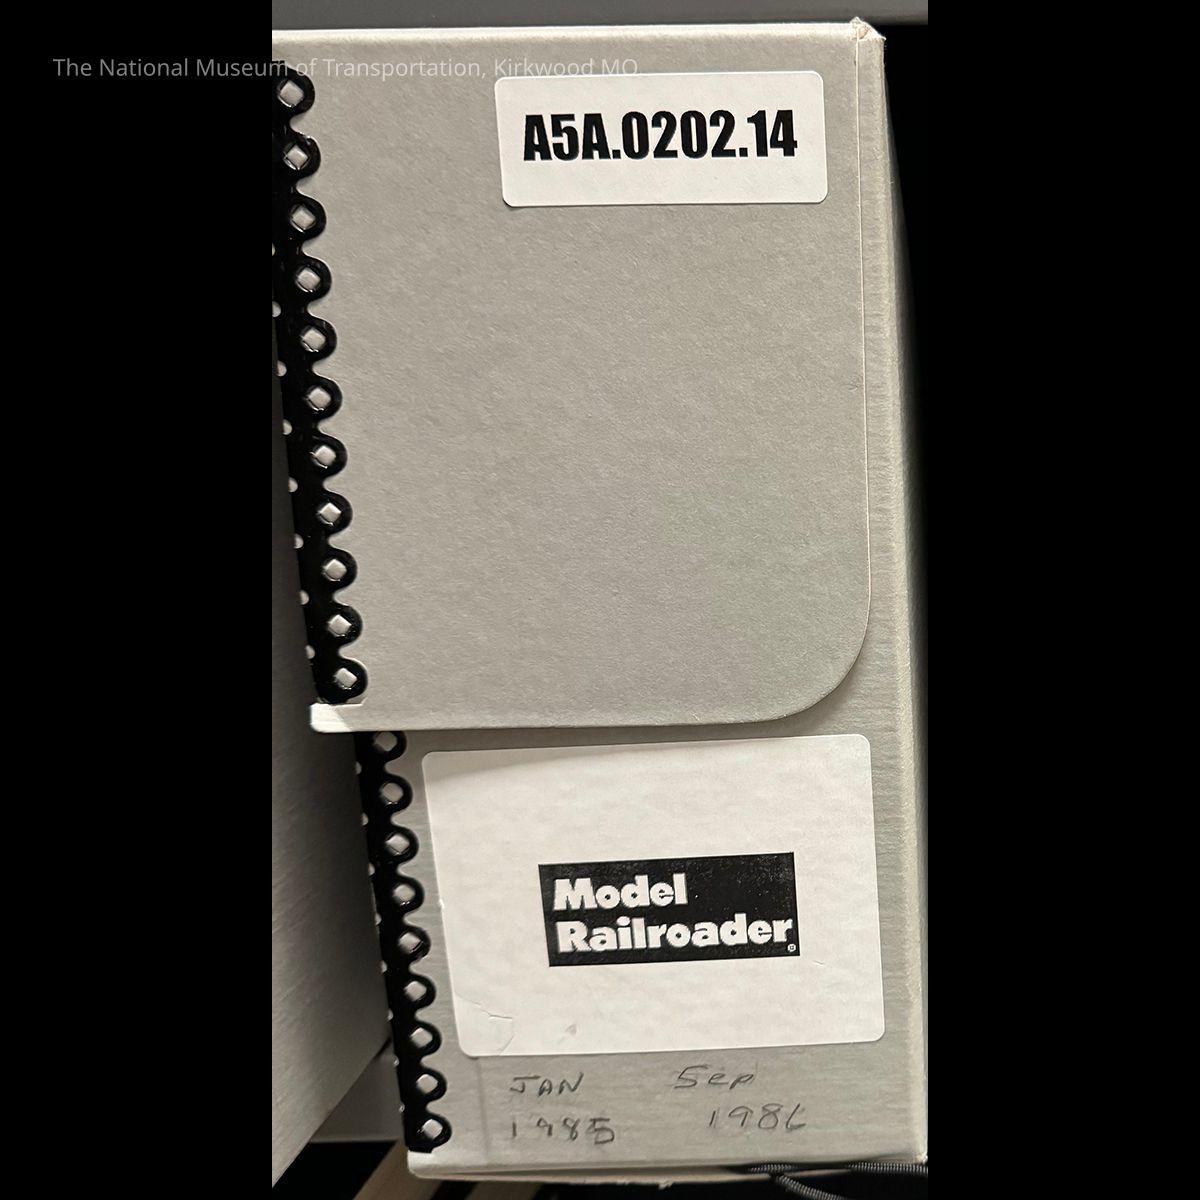 The National Museum of Transportation, Kirkwood MO.
A5A.0202.14
Model
Railroader®
JAN Sep
1985 1986